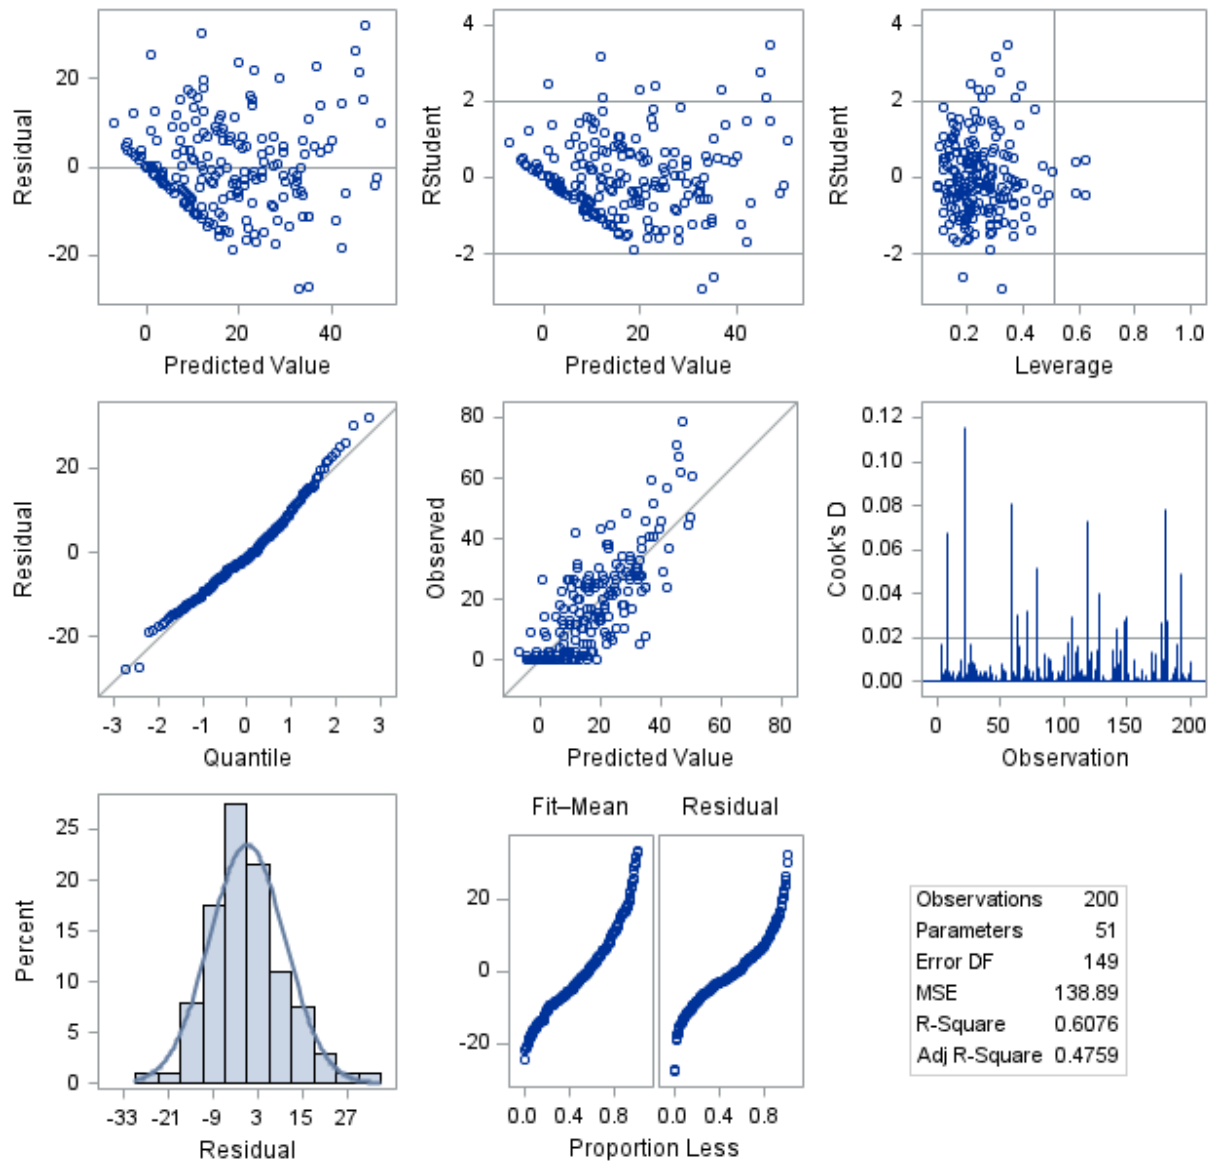 Residual
20
0
-20
0 20 40
Predicted Value
RStudent
4
2
0
-2
0 20 40
Predicted Value
RStudent
4
2
0
-2
0.2 0.4 0.6 0.8 1.0
Leverage
Residual
20
0
-20
-3 -2 -1 0 1 2 3
Quantile
Observed
80
60
40
20
0
0 20 40 60 80
Predicted Value
Cook's D
0.12
0.10
0.08
0.06
0.04
0.02
0.00
0 50 100 150 200
Observation
Percent
25
20
15
10
5
0
-33 -21 -9 3 15 27
Residual
Fit–Mean Residual
20
0
-20
0.0 0.4 0.8 0.0 0.4 0.8
Proportion Less
Observations 200
Parameters 51
Error DF 149
MSE 138.89
R-Square 0.6076
Adj R-Square 0.4759